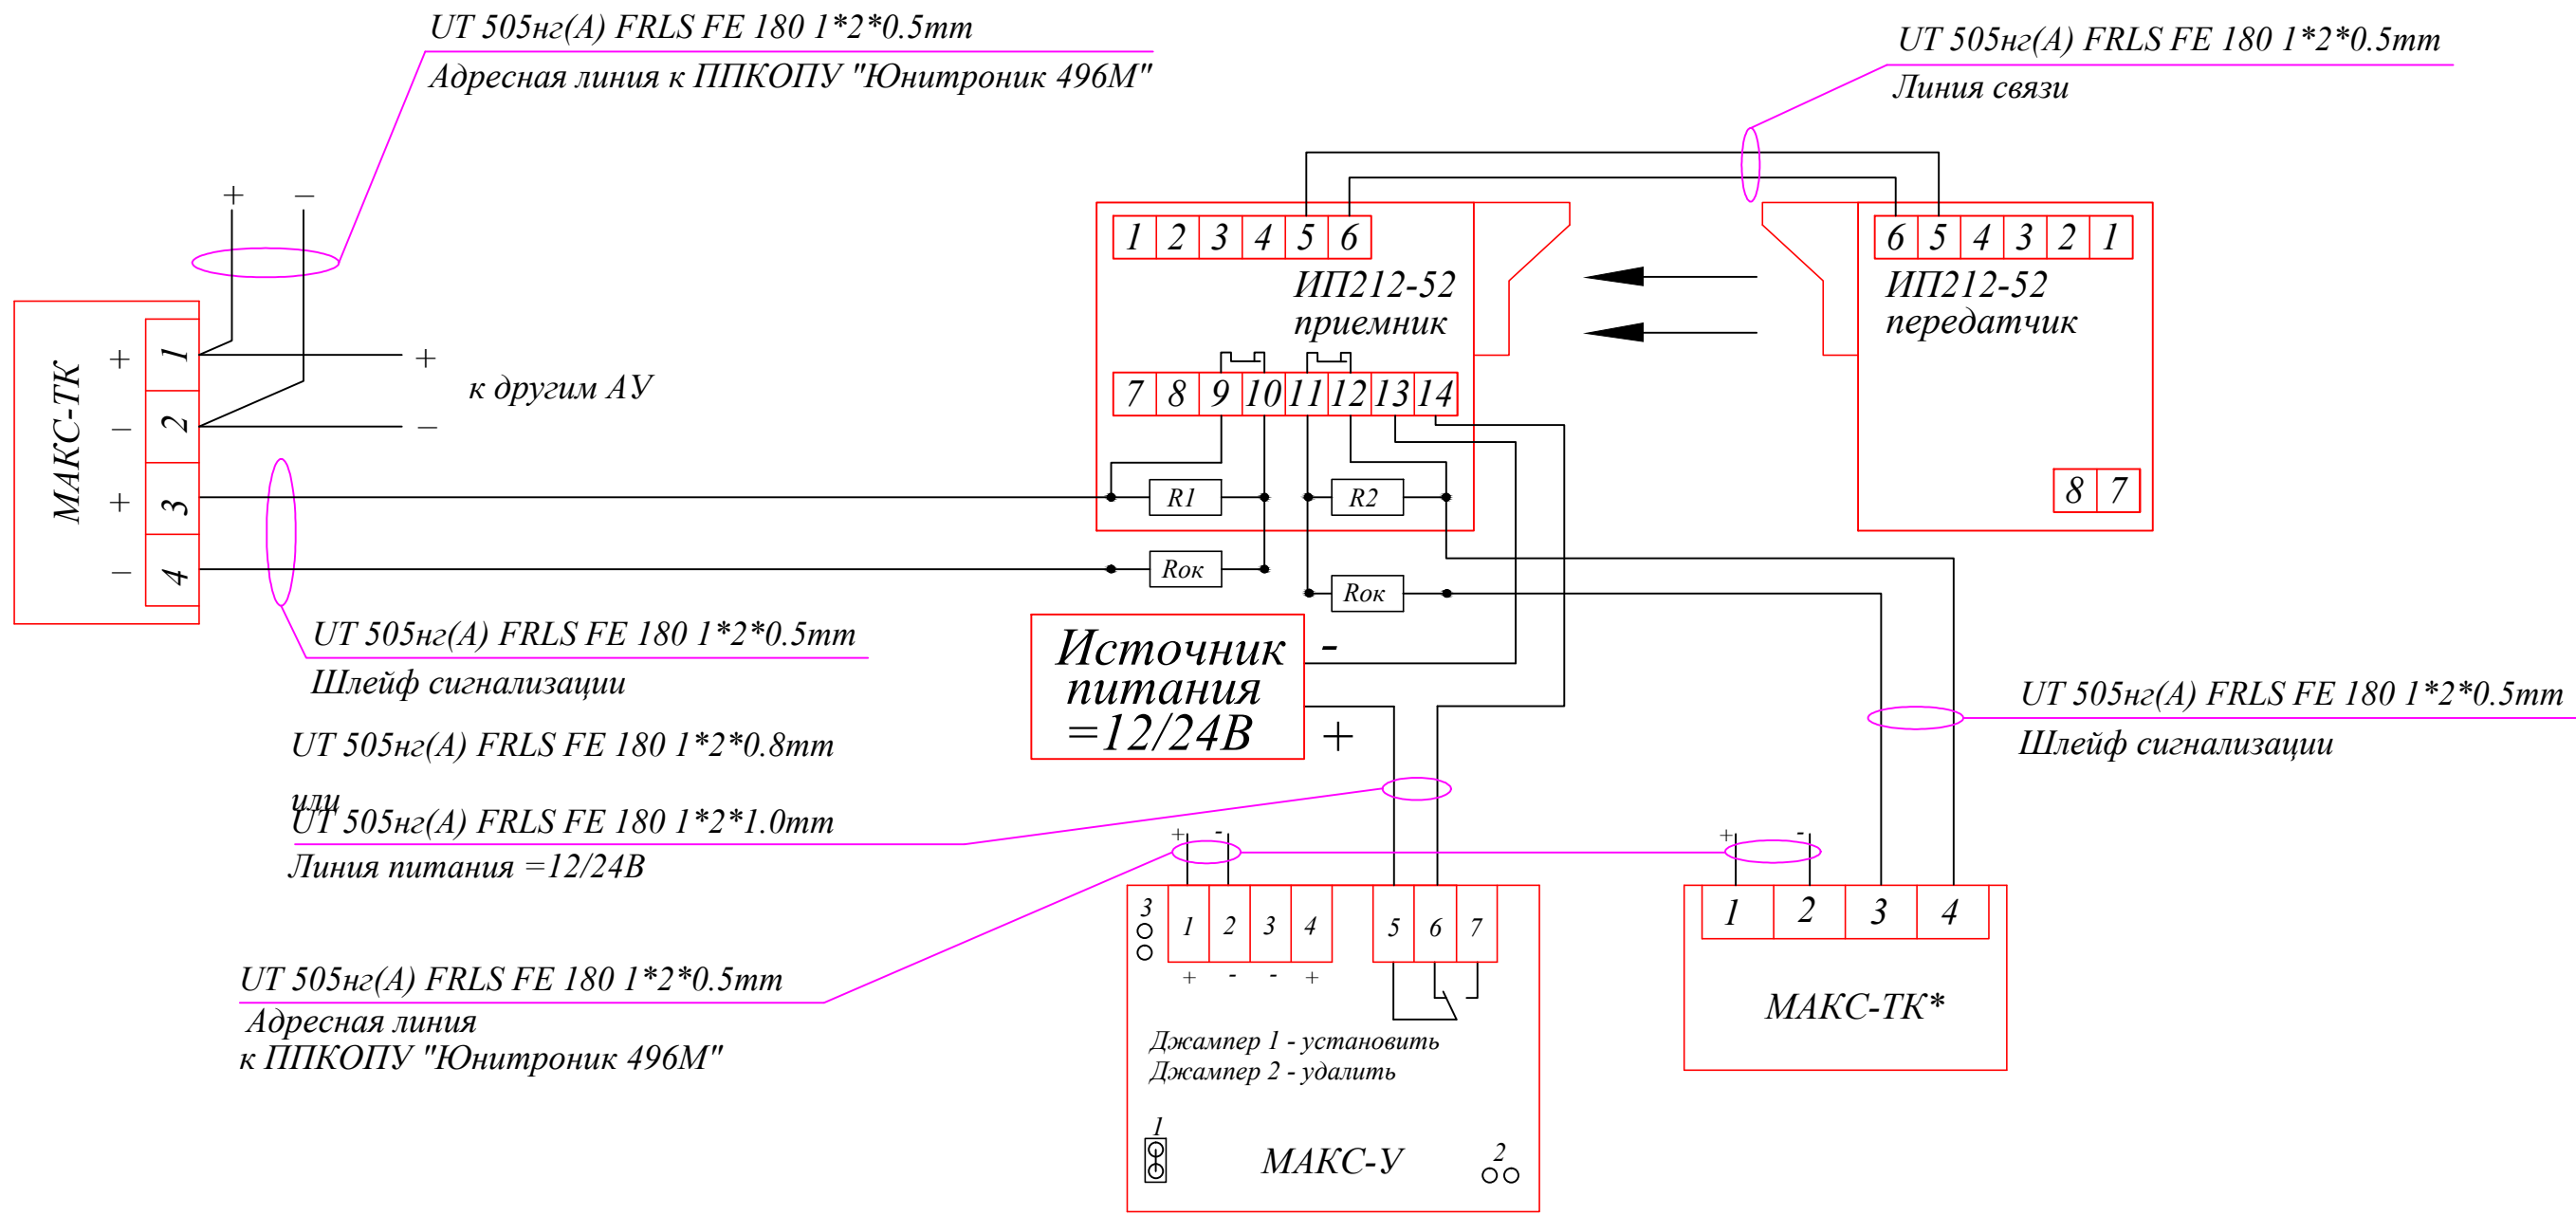 UT 505нг(А) FRLS FE 180 1*2*0.5mm
Адресная линия к ППКОПУ "Юнитроник 496М"
UT 505нг(А) FRLS FE 180 1*2*0.5mm
Линия связи
+ –
1 2 3 4 5 6
ИП212-52
приемник
6 5 4 3 2 1
ИП212-52
передатчик
МАКС-ТК
+ 1 +
– 2 –
+ 3
– 4
к другим АУ
7 8 9 10 11 12 13 14
R1
R2
8 7
Rок
Rок
UT 505нг(А) FRLS FE 180 1*2*0.5mm
Шлейф сигнализации
Источник -
питания
=12/24В +
UT 505нг(А) FRLS FE 180 1*2*0.5mm
Шлейф сигнализации
UT 505нг(А) FRLS FE 180 1*2*0.8mm
или
UT 505нг(А) FRLS FE 180 1*2*1.0mm
Линия питания =12/24В
+ -
+ -
3
1 2 3 4 5 6 7
+ - - +
1 2 3 4
МАКС-ТК*
UT 505нг(А) FRLS FE 180 1*2*0.5mm
Адресная линия
к ППКОПУ "Юнитроник 496М"
Джампер 1 - установить
Джампер 2 - удалить
1
МАКС-У
2